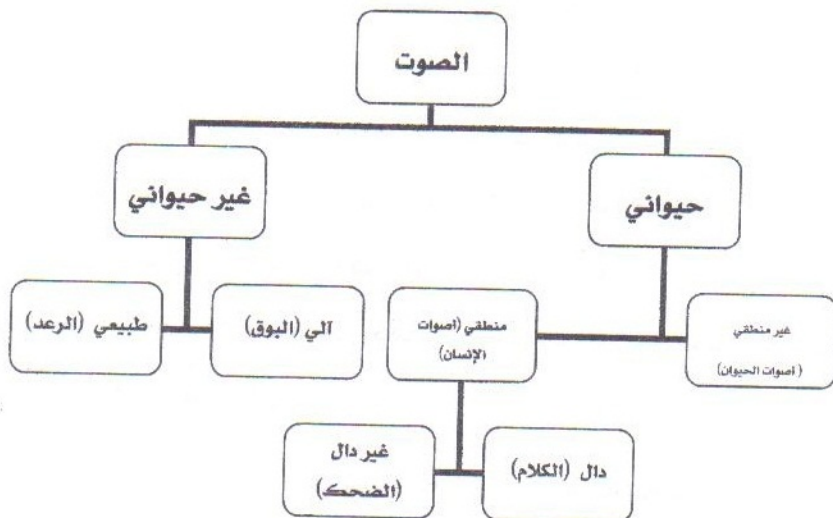 الصوت
حيواني
غير حيواني
غير منطقي
(أصوات الحيوان)
منطقي (أصوات
الإنسان)
آلي (البوق)
طبيعي (الرعد)
دال (الكلام)
غير دال
(الضحك)